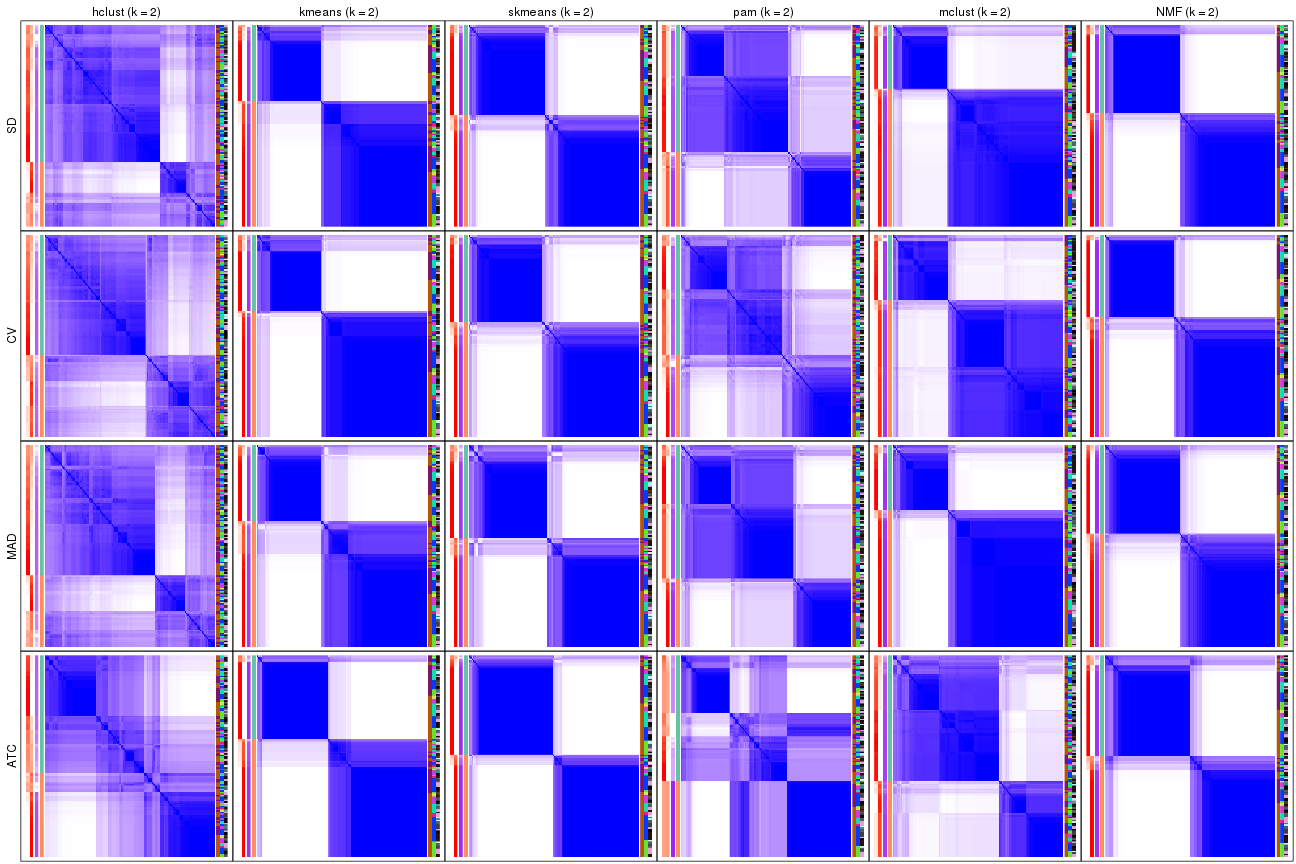 hclust (k = 2) kmeans (k = 2) skmeans (k = 2) pam (k = 2) mclust (k = 2) NMF (k = 2)
SD
CV
MAD
ATC